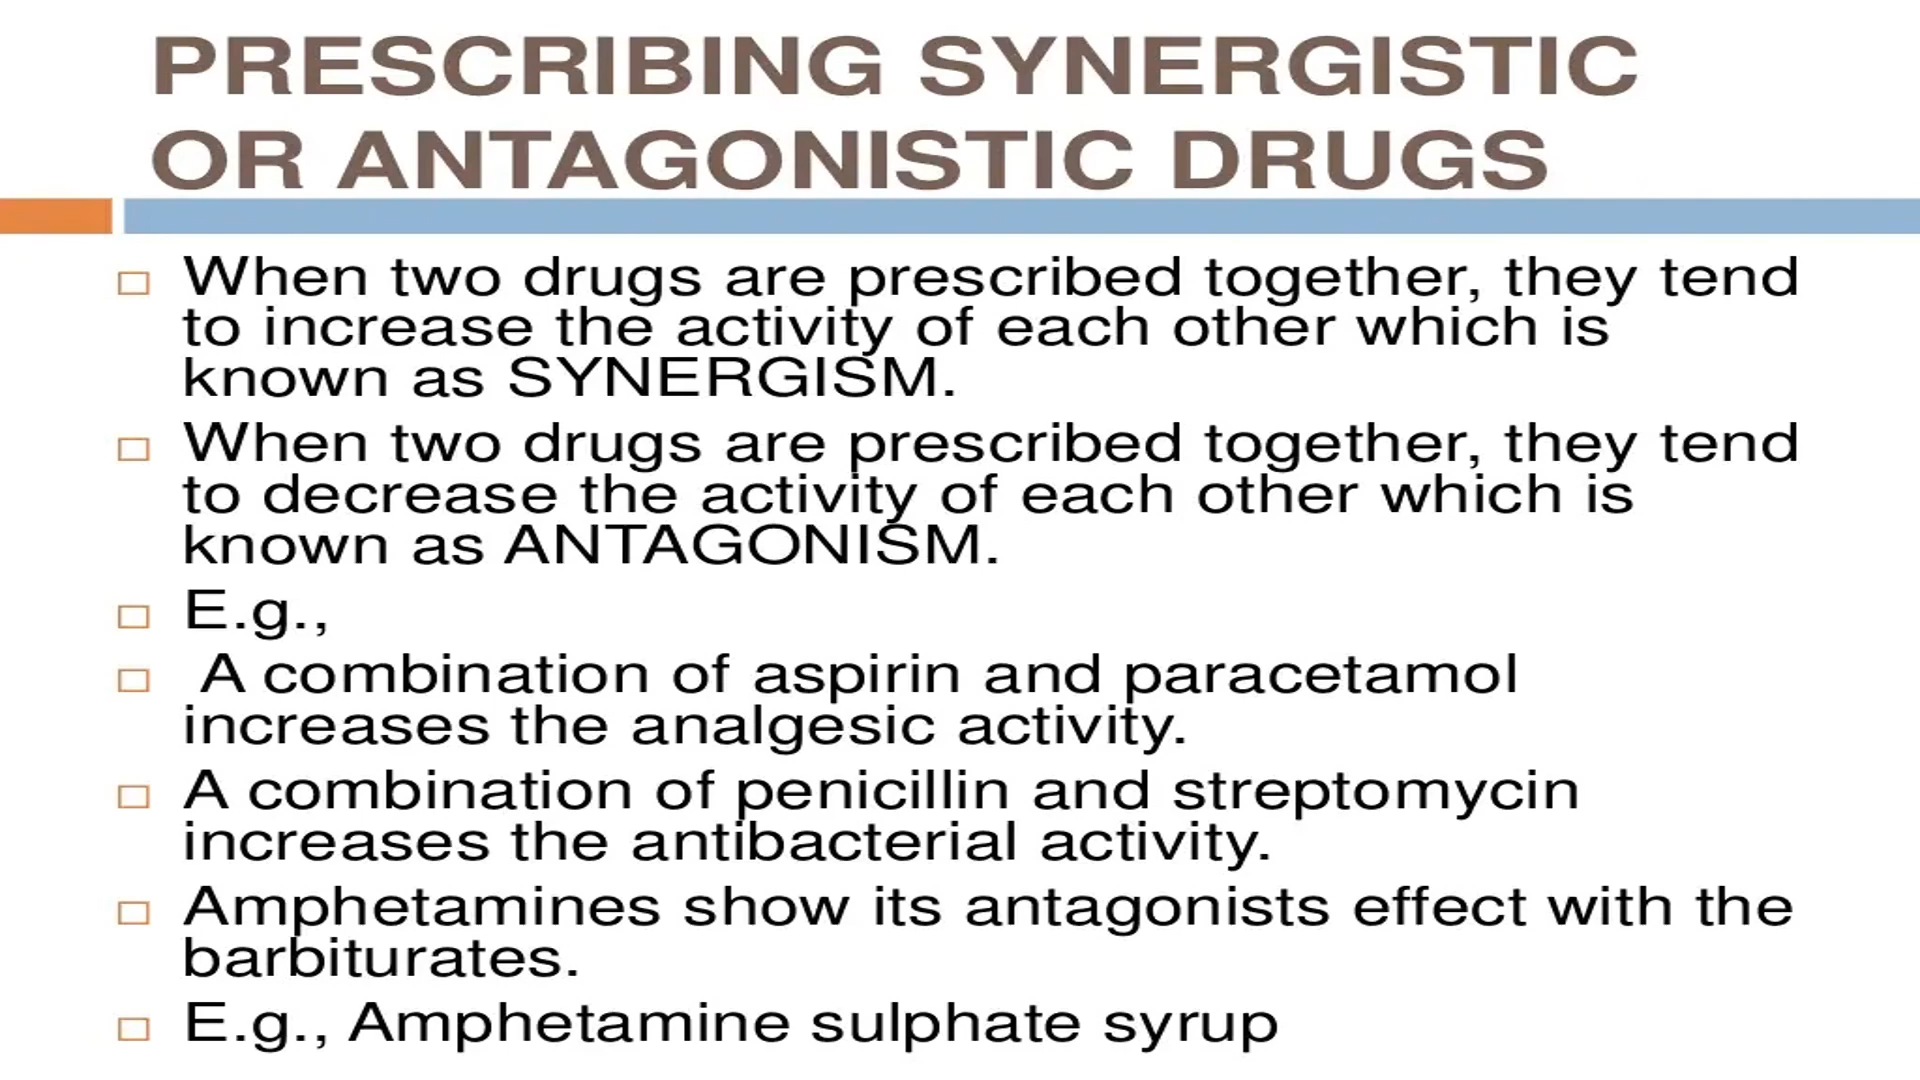 PRESCRIBING SYNERGISTIC
OR ANTAGONISTIC DRUGS
When two drugs are prescribed together, they tend
to increase the activity of each other which is
known as SYNERGISM.
When two drugs are prescribed together, they tend
to decrease the activity of each other which is
known as ANTAGONISM.
E.g.,
A combination of aspirin and paracetamol
increases the analgesic activity.
A combination of penicillin and streptomycin
increases the antibacterial activity.
Amphetamines show its antagonists effect with the
barbiturates.
E.g., Amphetamine sulphate syrup